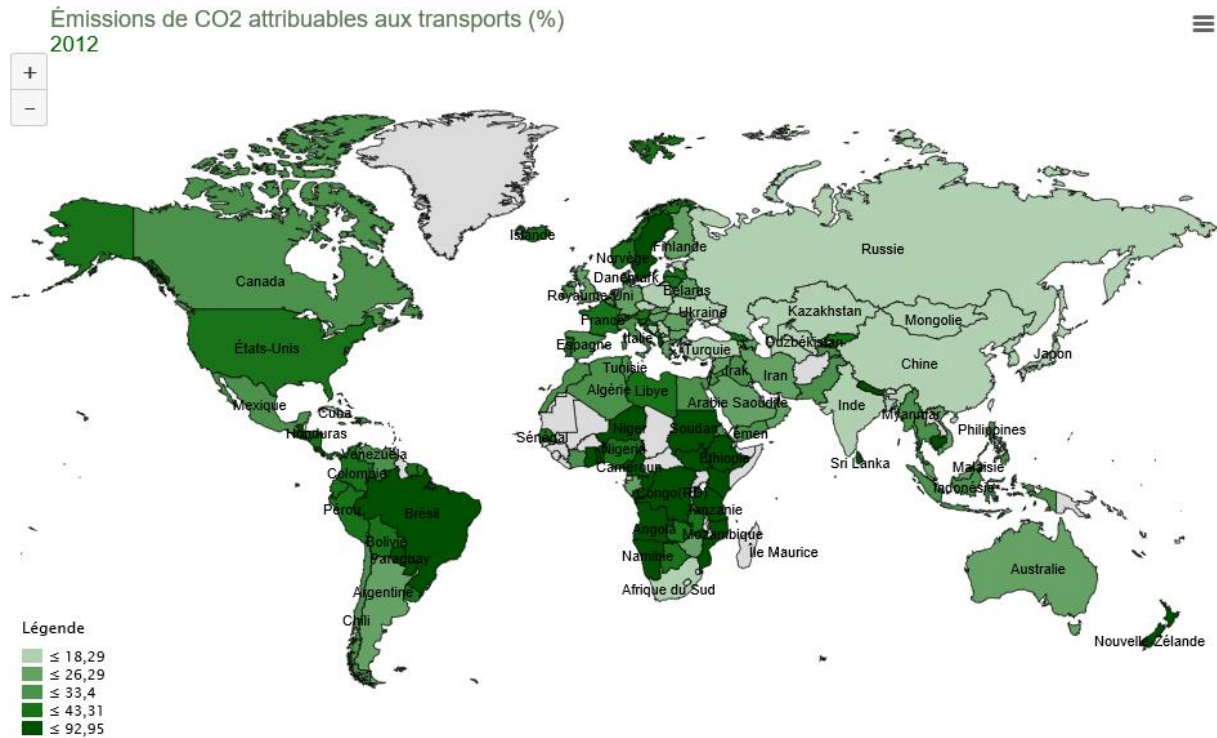 Émissions de CO2 attribuables aux transports (%)
2012
+
−
Islande
Norvège
Finlande
Russie
Canada
Danemark
Royaume-Uni
Bélarus
Ukraine
Kazakhstan
Mongolie
France
États-Unis
Espagne
Italie
Turquie
Ouzbékistan
Chine
Japon
Tunisie
Irak
Iran
Algérie
Libye
Mexique
Arabie Saoudite
Inde
Myanmar
Cuba
Honduras
Sénégal
Niger
Soudan
Yémen
Philippines
Venezuela
Nigeria
Ethiopie
Sri Lanka
Malaisie
Colombie
Cameroun
Indonésie
Pérou
Brésil
Congo(RD)
Tanzanie
Angola
Mozambique
Bolivie
Paraguay
Namibie
Île Maurice
Australie
Argentine
Afrique du Sud
Chili
Nouvelle-Zélande
Légende
≤ 18,29
≤ 26,29
≤ 33,4
≤ 43,31
≤ 92,95